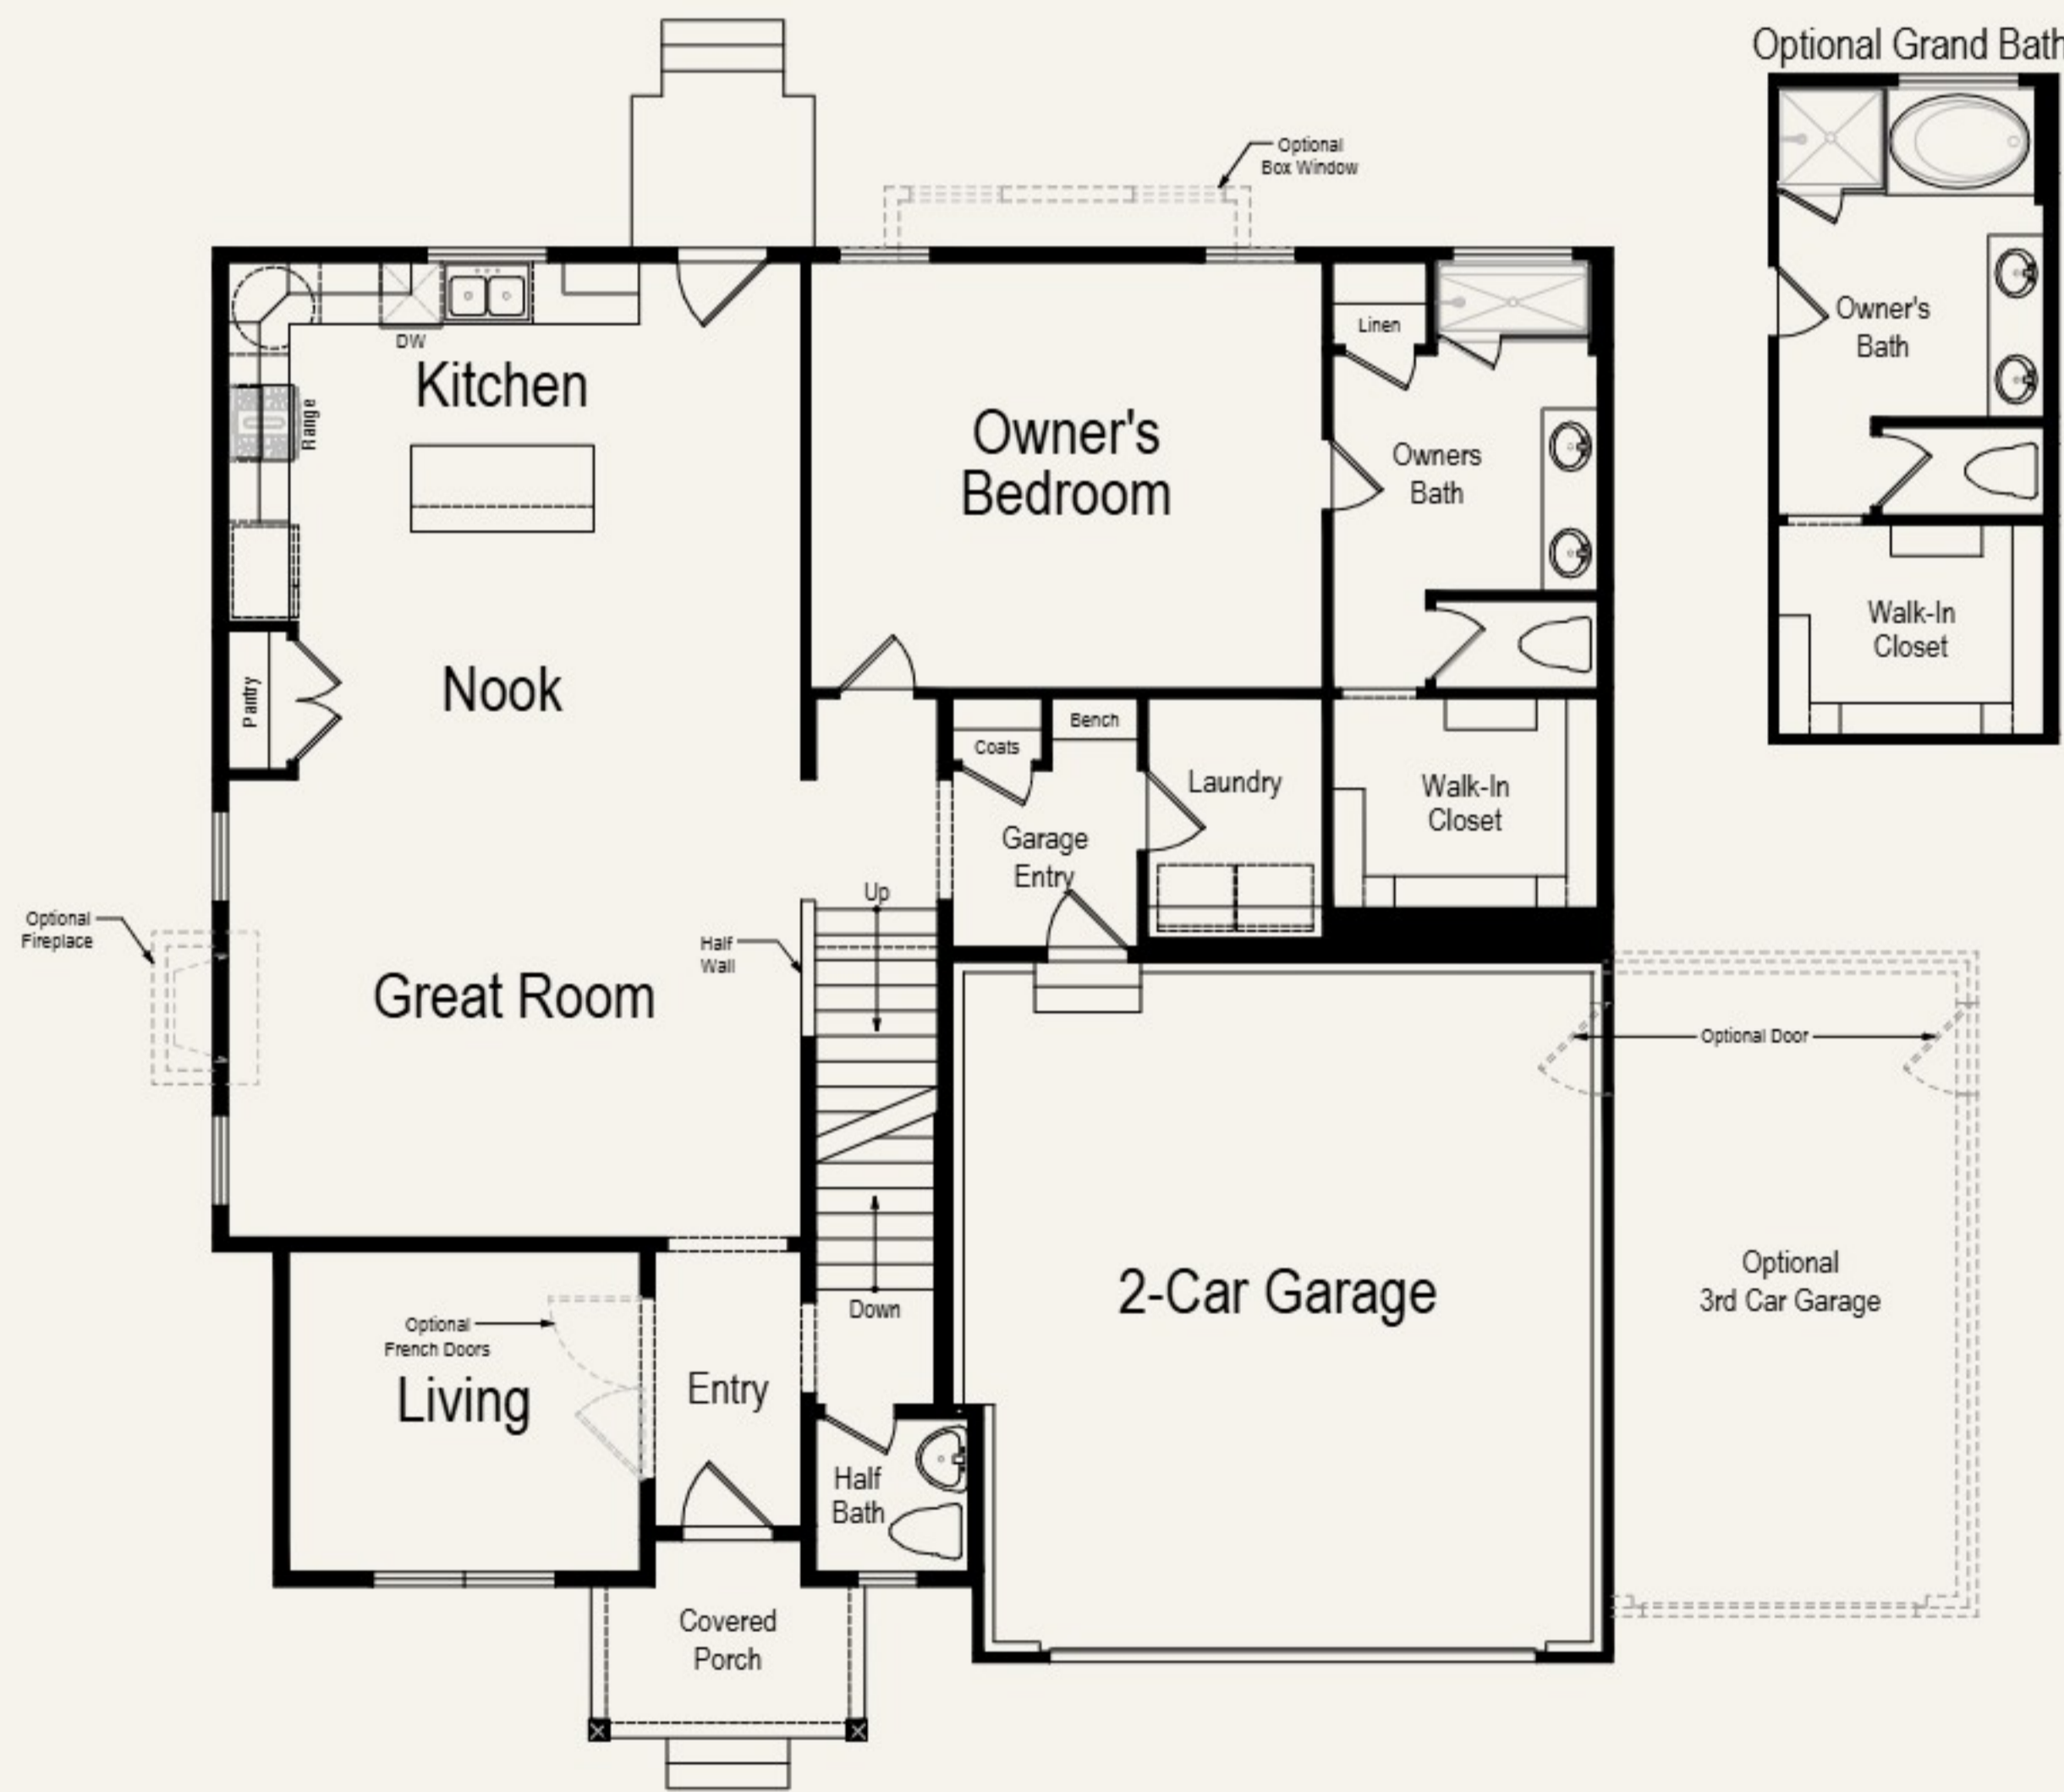 Optional Grand Bath
Optional
Box Window
Owner's
Bath
Walk-In
Closet
DW
Kitchen
Range
Linen
Owner's
Bedroom
Owners
Bath
Pantry
Nook
Coats
Bench
Laundry
Garage
Entry
Walk-In
Closet
Up
Optional
Fireplace
Half
Wall
Great Room
Optional Door
2-Car Garage
Optional
3rd Car Garage
Down
Optional
French Doors
Living
Entry
Half
Bath
Covered
Porch